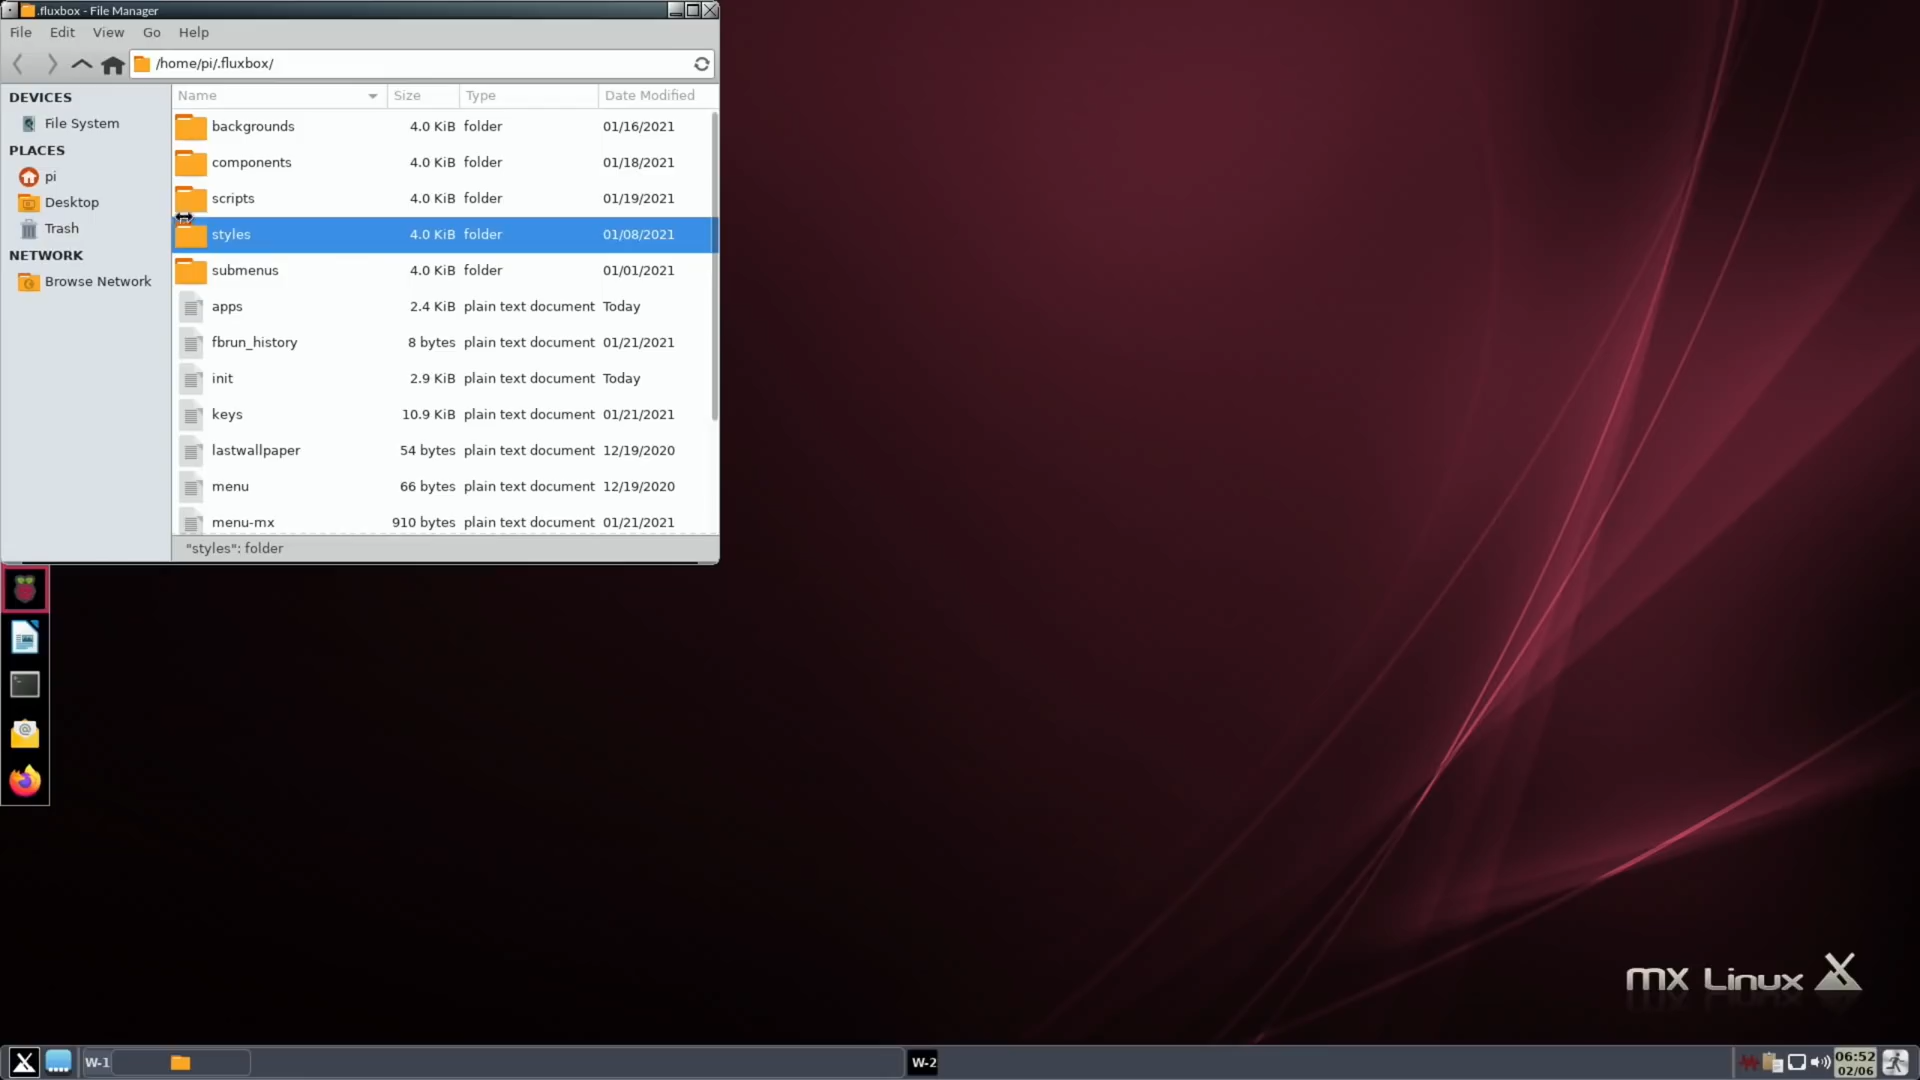 .fluxbox - File Manager
File Edit View Go Help
/home/pi/.fluxbox/
DEVICES
File System
PLACES
pi
Desktop
Trash
NETWORK
Browse Network
Name Size Type Date Modified
backgrounds 4.0 KiB folder 01/16/2021
components 4.0 KiB folder 01/18/2021
scripts 4.0 KiB folder 01/19/2021
styles 4.0 KiB folder 01/08/2021
submenus 4.0 KiB folder 01/01/2021
apps 2.4 KiB plain text document Today
fbrun_history 8 bytes plain text document 01/21/2021
init 2.9 KiB plain text document Today
keys 10.9 KiB plain text document 01/21/2021
lastwallpaper 54 bytes plain text document 12/19/2020
menu 66 bytes plain text document 12/19/2020
menu-mx 910 bytes plain text document 01/21/2021
"styles": folder
MX Linux
W-1
W-2
06:52
02/06